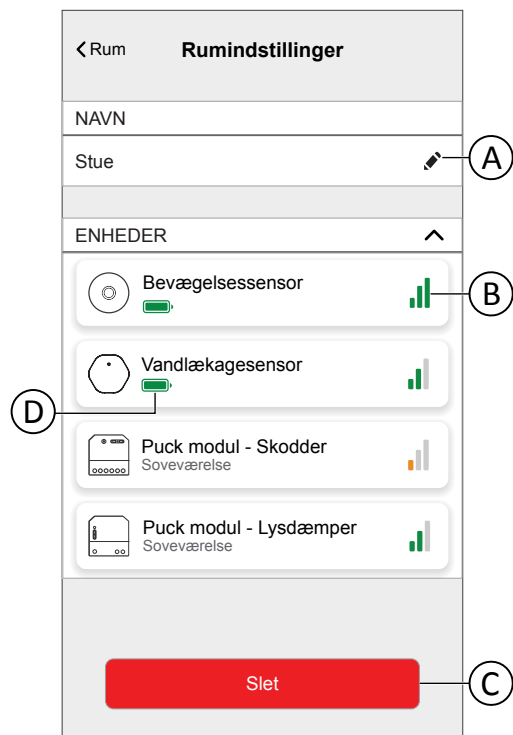 Rum
Rumindstillinger
NAVN
Stue
A
ENHEDER
Bevægelsessensor
B
Vandlækagesensor
D
Puck modul - Skodder
Soveværelse
Puck modul - Lysdæmper
Soveværelse
Slet
C